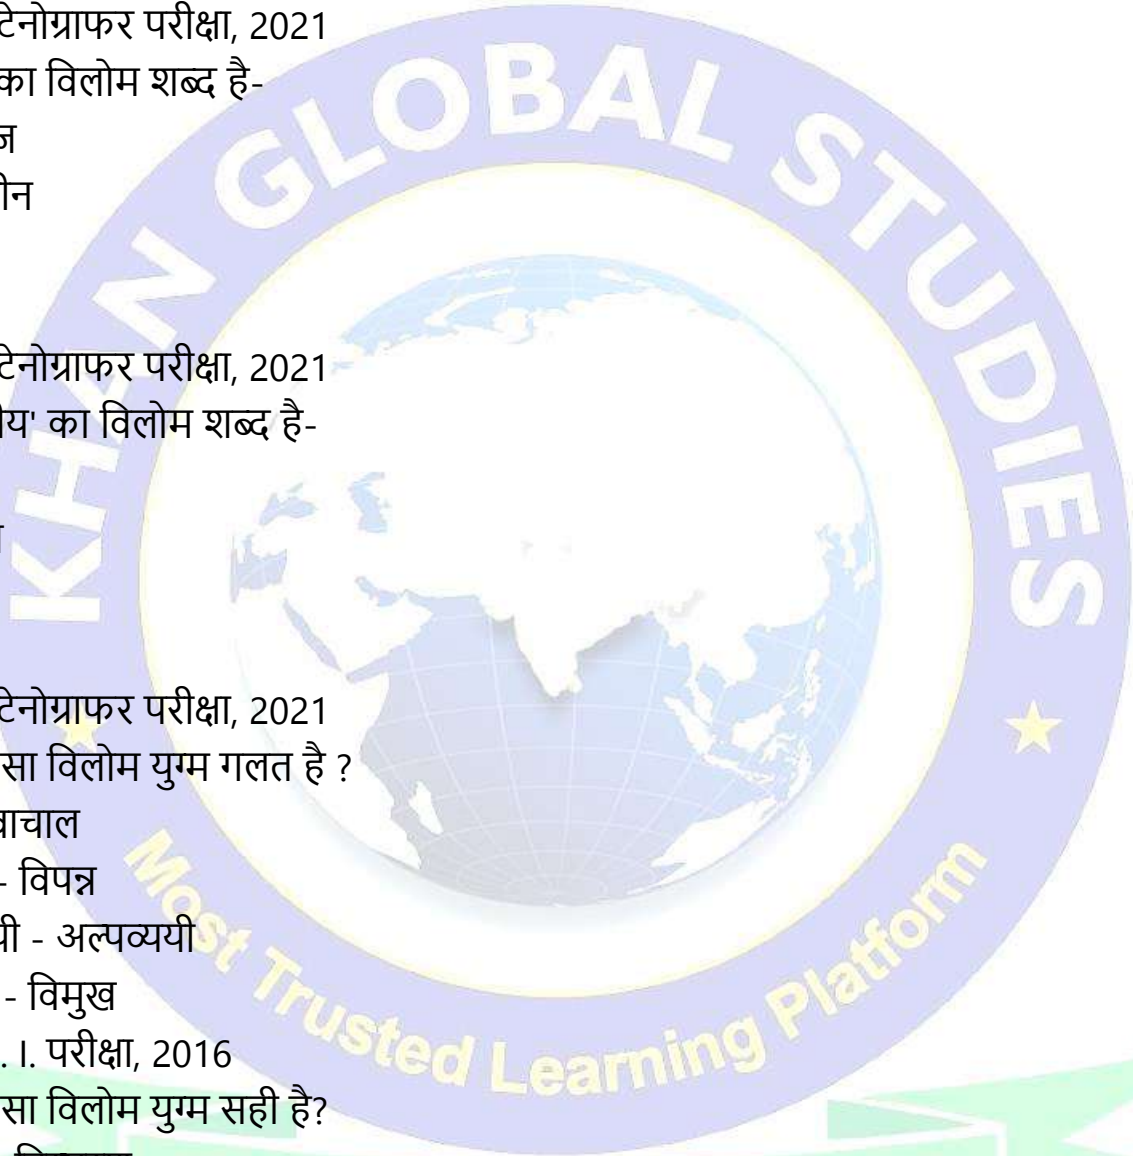 टेनोग्राफर परीक्षा, 2021
का विलोम शब्द है-
ज
ीन
टेनोग्राफर परीक्षा, 2021
ीय' का विलोम शब्द है-
टेनोग्राफर परीक्षा, 2021
सा विलोम युग्म गलत है ?
वाचाल
- विपन्न
यी - अल्पव्ययी
- विमुख
. I. परीक्षा, 2016
सा विलोम युग्म सही है?
KHAN GLOBAL STUDIES
Most Trusted Learning Platform